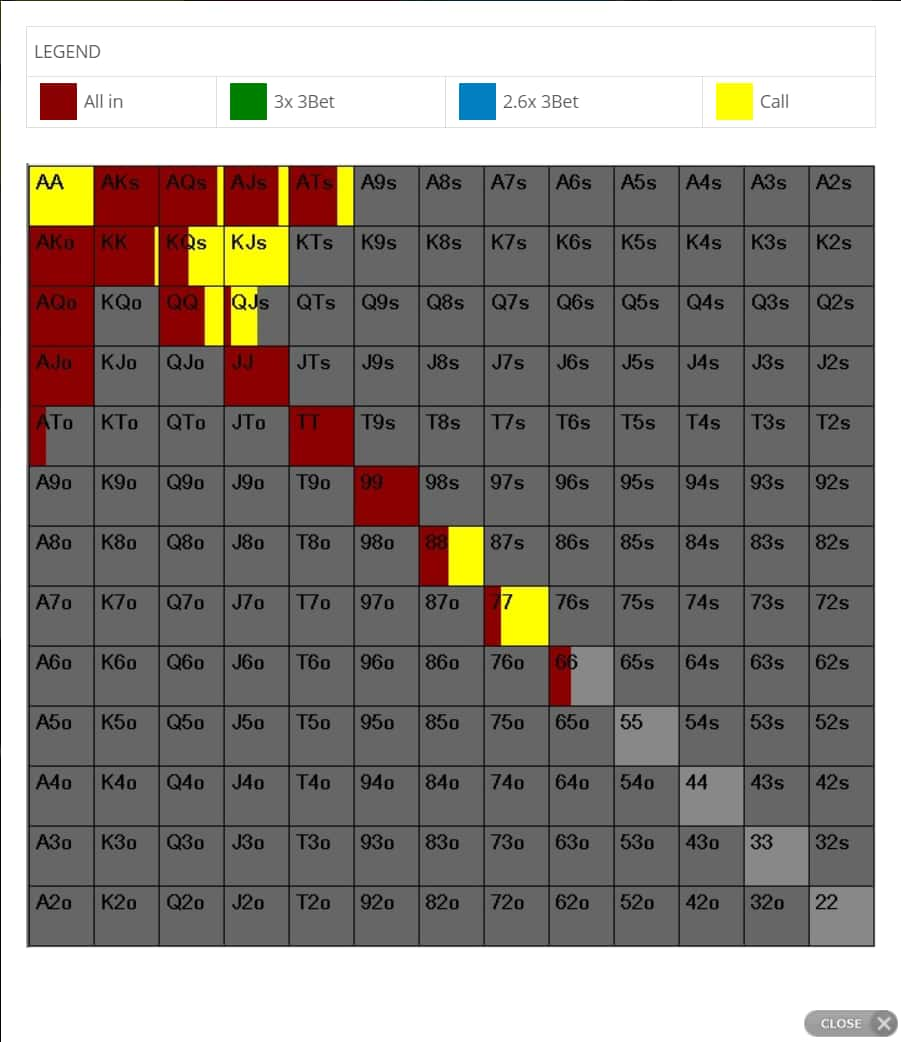 LEGEND
All in 3x 3Bet 2.6x 3Bet Call
AA AKs AQs AJs ATs A9s A8s A7s A6s A5s A4s A3s A2s
AKo KK KQs KJs KTs K9s K8s K7s K6s K5s K4s K3s K2s
AQo KQo QQ QJs QTs Q9s Q8s Q7s Q6s Q5s Q4s Q3s Q2s
AJo KJo QJo JJ JTs J9s J8s J7s J6s J5s J4s J3s J2s
ATo KTo QTo JTo TT T9s T8s T7s T6s T5s T4s T3s T2s
A9o K9o Q9o J9o T9o 99 98s 97s 96s 95s 94s 93s 92s
A8o K8o Q8o J8o T8o 98o 88 87s 86s 85s 84s 83s 82s
A7o K7o Q7o J7o T7o 97o 87o 77 76s 75s 74s 73s 72s
A6o K6o Q6o J6o T6o 96o 86o 76o 66 65s 64s 63s 62s
A5o K5o Q5o J5o T5o 95o 85o 75o 65o 55 54s 53s 52s
A4o K4o Q4o J4o T4o 94o 84o 74o 64o 54o 44 43s 42s
A3o K3o Q3o J3o T3o 93o 83o 73o 63o 53o 43o 33 32s
A2o K2o Q2o J2o T2o 92o 82o 72o 62o 52o 42o 32o 22
CLOSE